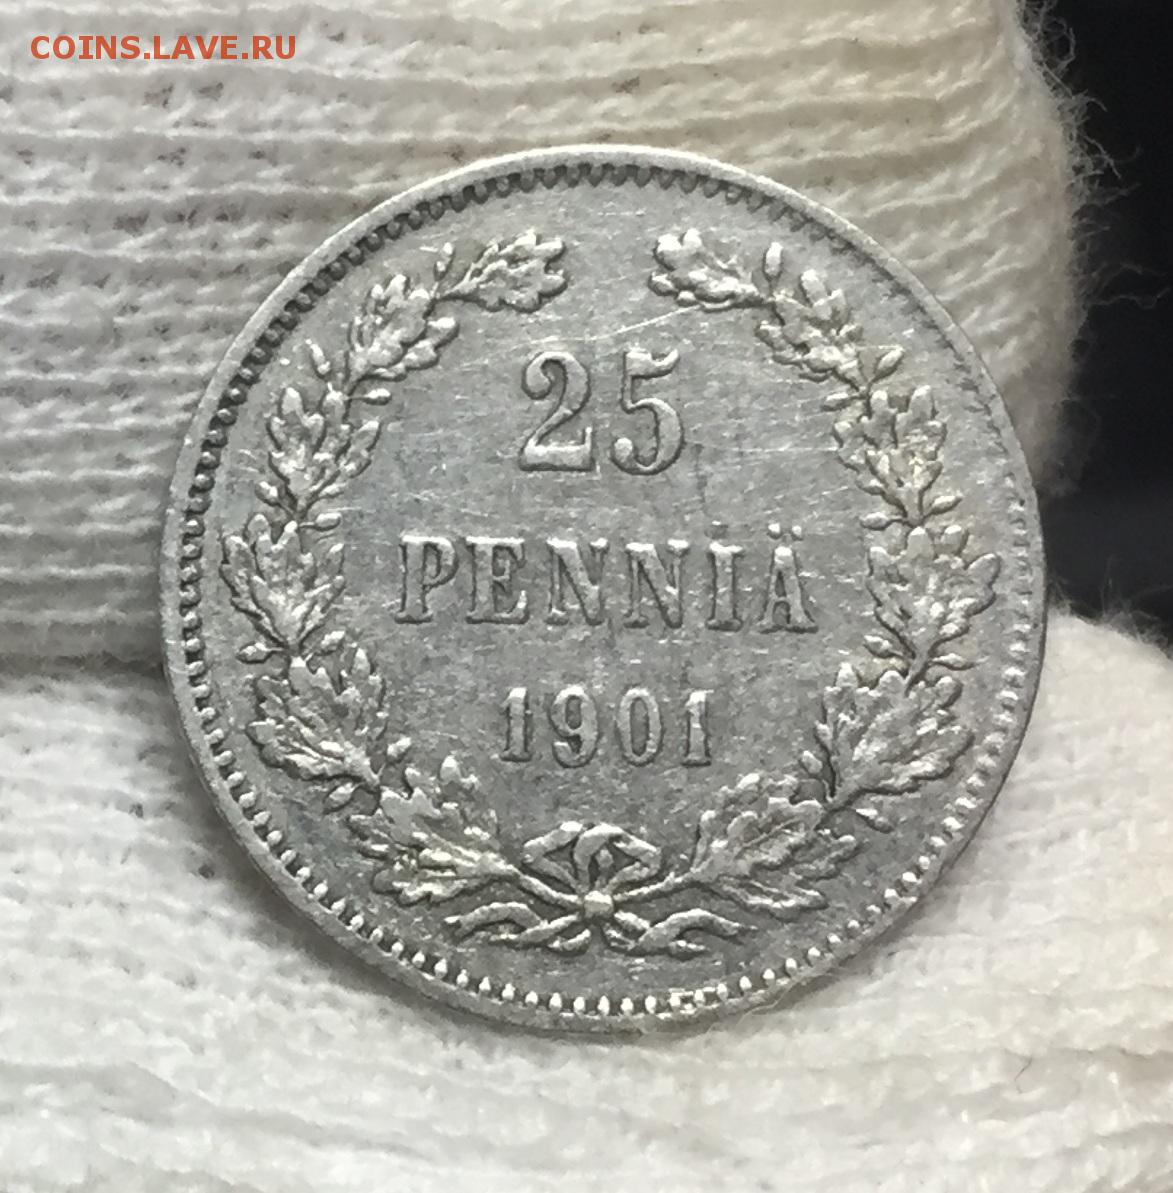 COINS.LAVE.RU
25
PENNIÄ
1901